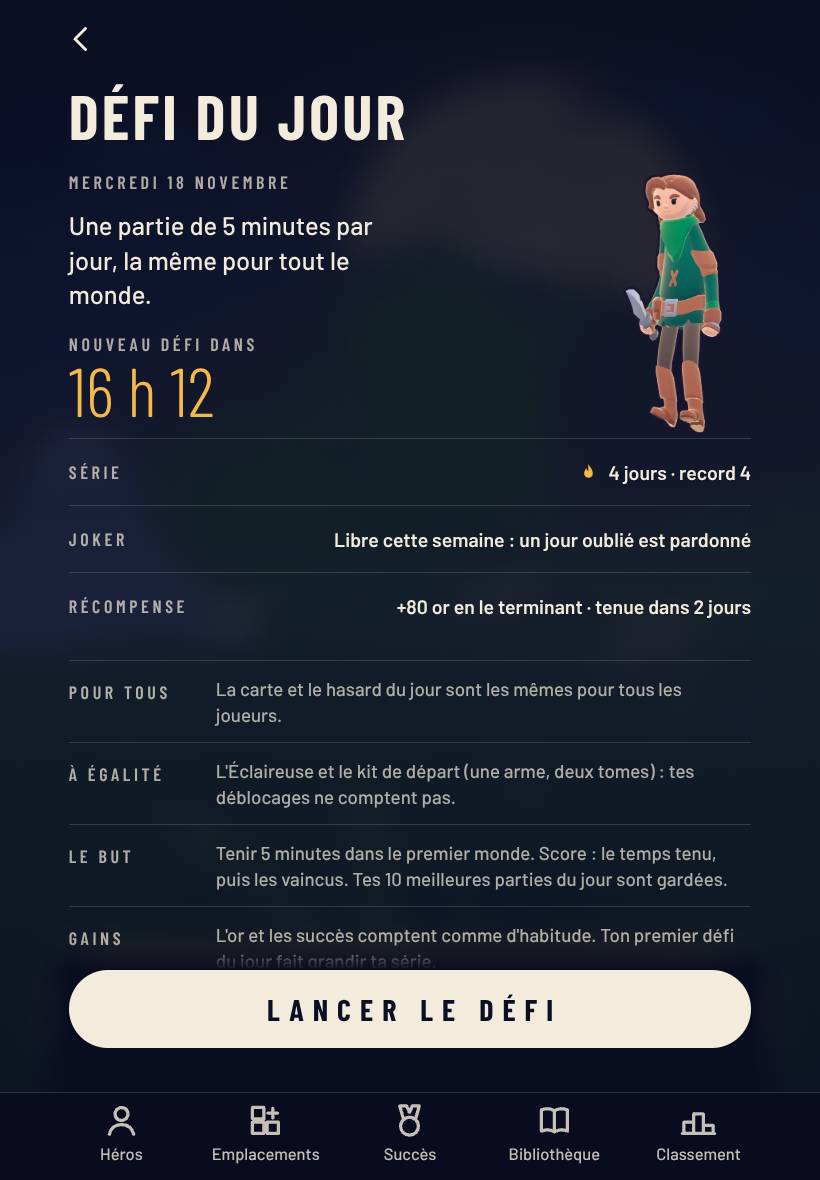 DÉFI DU JOUR
MERCREDI 18 NOVEMBRE
Une partie de 5 minutes par
jour, la même pour tout le
monde.
NOUVEAU DÉFI DANS
16 h 12
SÉRIE
4 jours · record 4
JOKER
Libre cette semaine : un jour oublié est pardonné
RÉCOMPENSE
+80 or en le terminant · tenue dans 2 jours
POUR TOUS
La carte et le hasard du jour sont les mêmes pour tous les
joueurs.
À ÉGALITÉ
L'Éclaireuse et le kit de départ (une arme, deux tomes) : tes
déblocages ne comptent pas.
LE BUT
Tenir 5 minutes dans le premier monde. Score : le temps tenu,
puis les vaincus. Tes 10 meilleures parties du jour sont gardées.
GAINS
L'or et les succès comptent comme d'habitude. Ton premier défi
du jour fait grandir ta série.
LANCER LE DÉFI
Héros
Emplacements
Succès
Bibliothèque
Classement